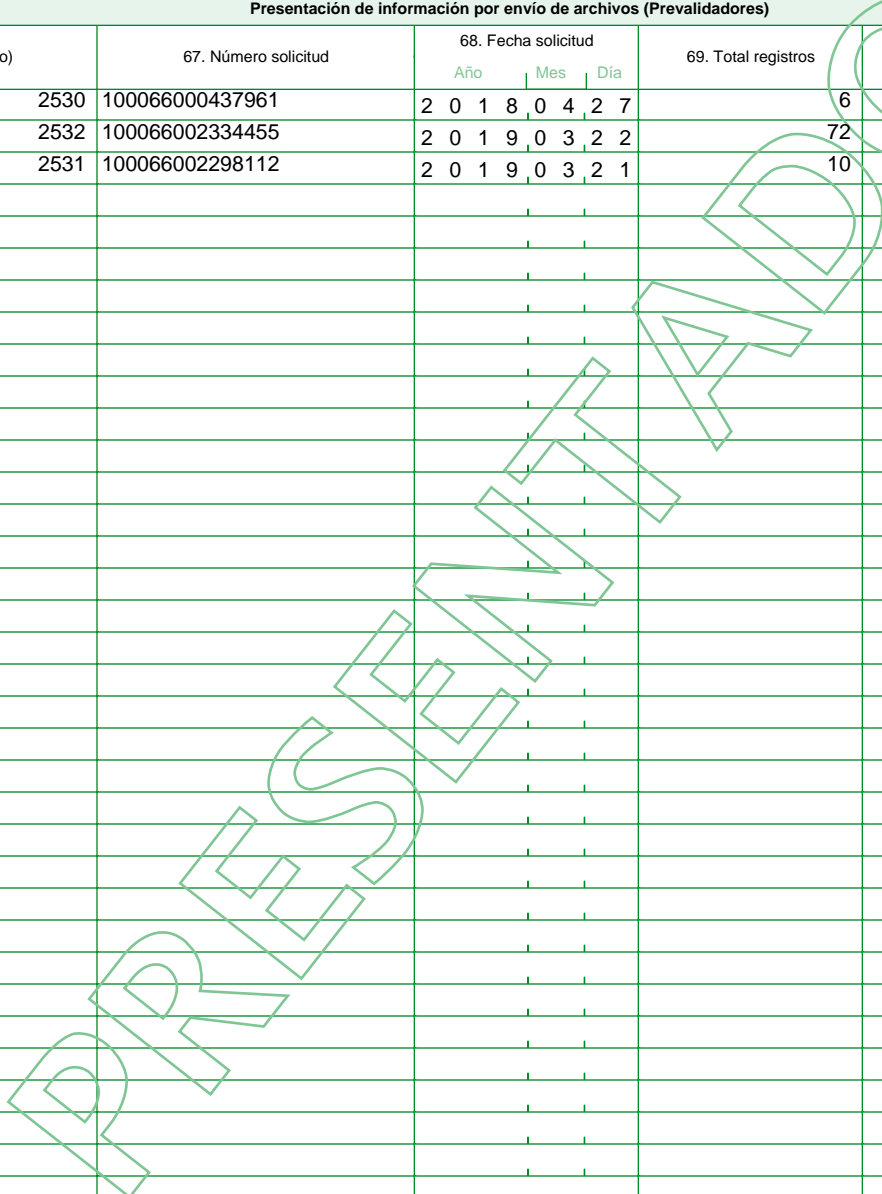 Presentación de información por envío de archivos (Prevalidadores)
o) 67. Número solicitud 68. Fecha solicitud 69. Total registros
Año Mes Día
2530 100066000437961 2 0 1 8 0 4 2 7 6
2532 100066002334455 2 0 1 9 0 3 2 2 72
2531 100066002298112 2 0 1 9 0 3 2 1 10
PRESENTADO